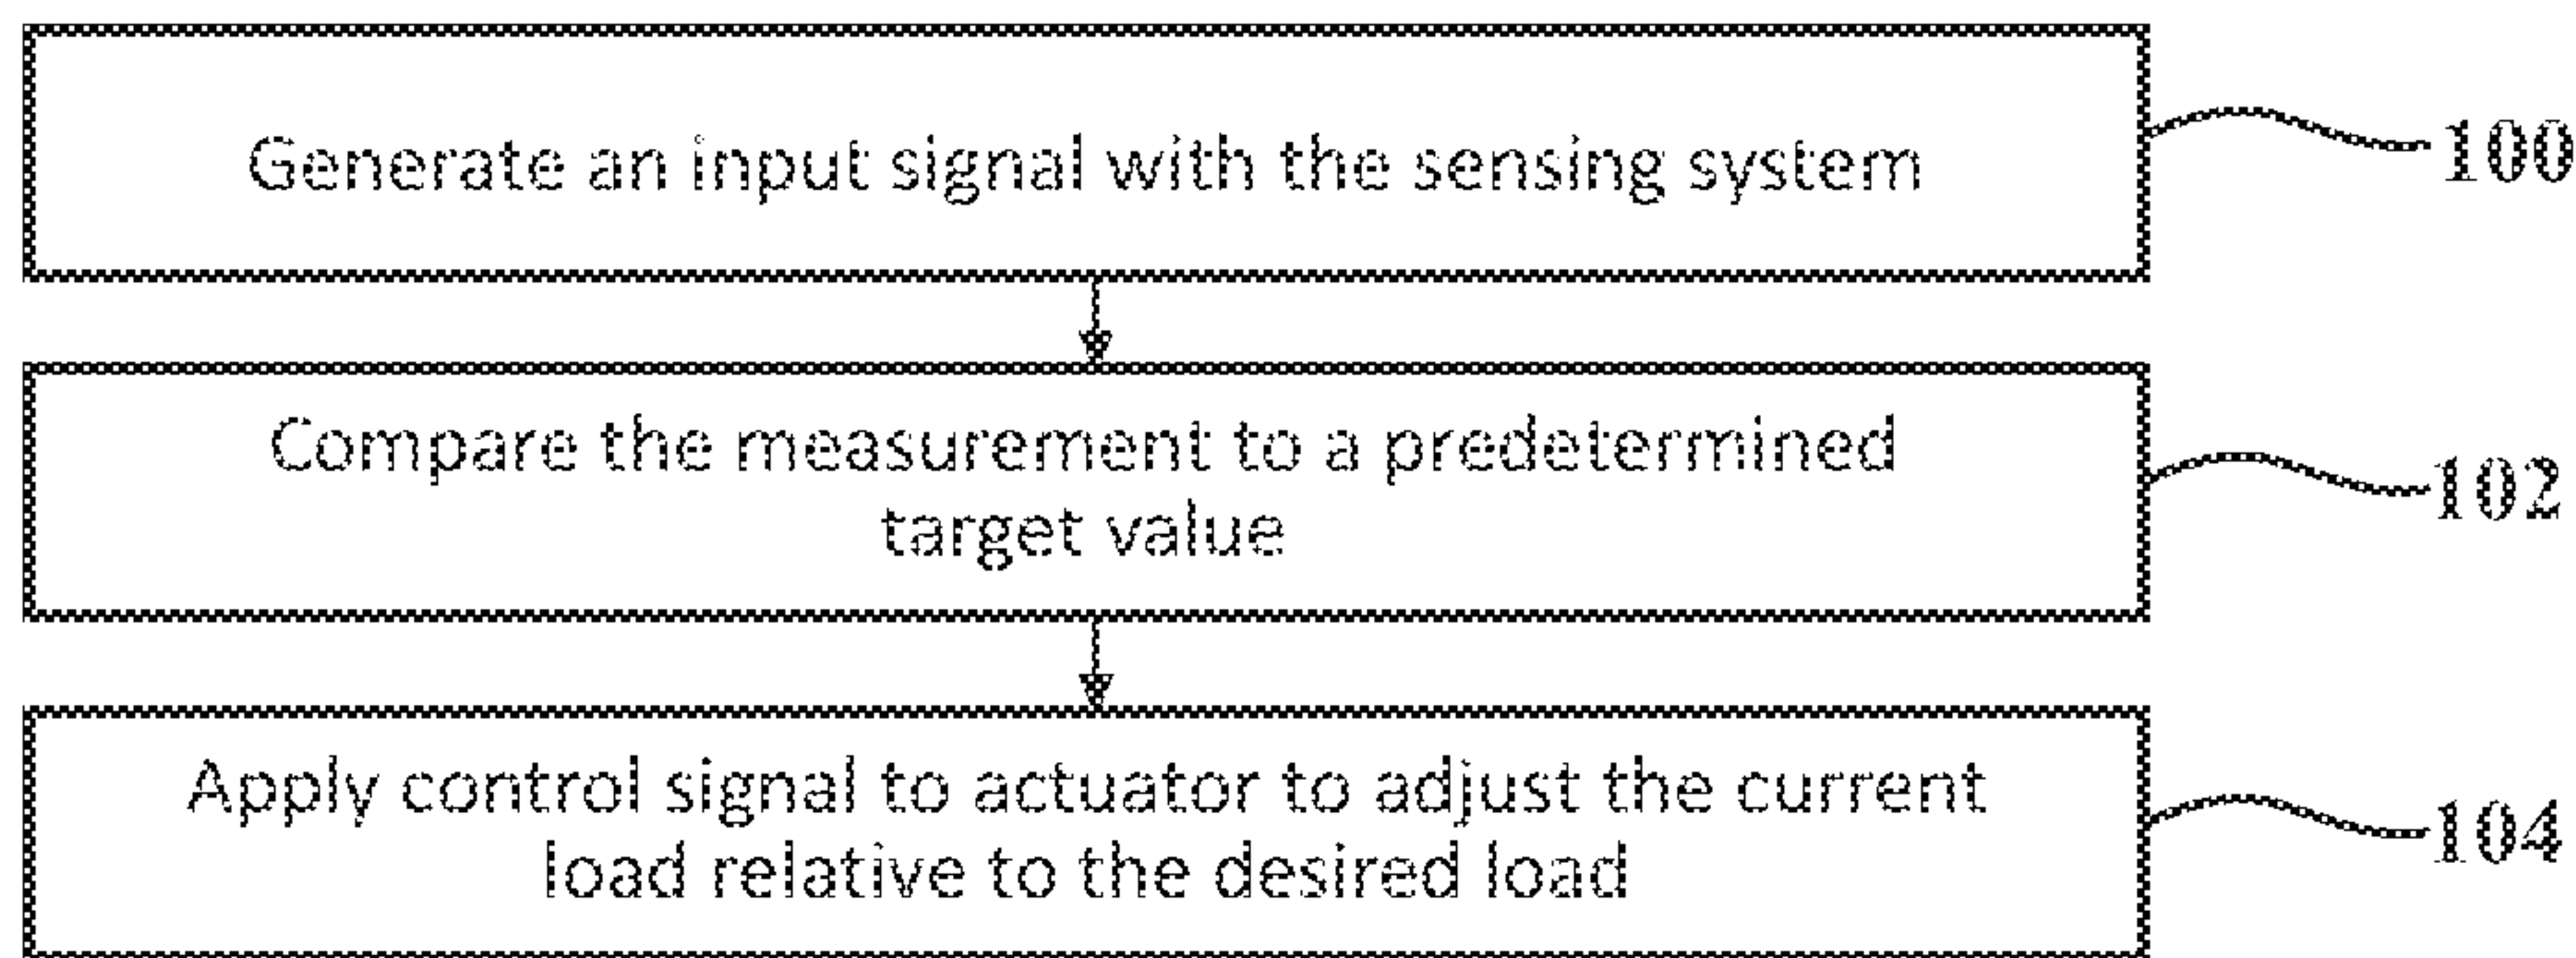 Generate an input signal with the sensing system
100
Compare the measurement to a predetermined
target value
102
Apply control signal to actuator to adjust the current
load relative to the desired load
104